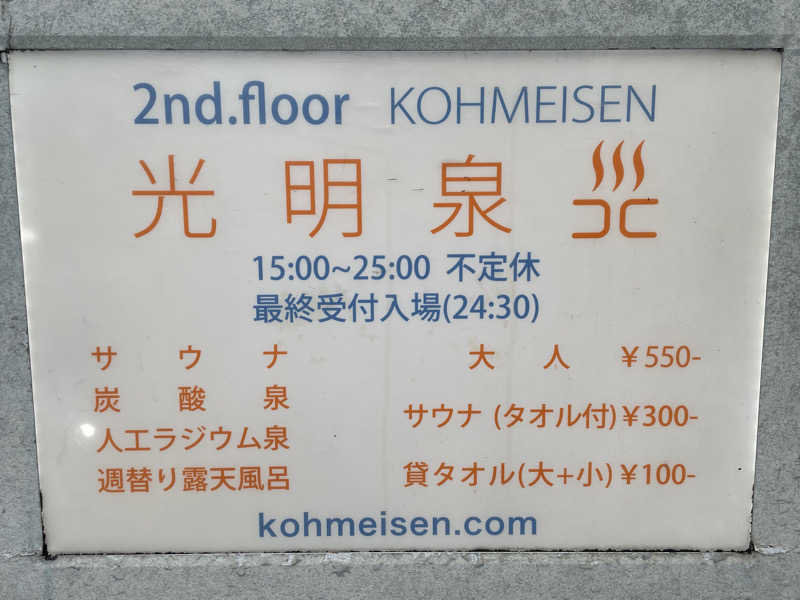 2nd.floor KOHMEISEN
光明泉
15:00~25:00 不定休
最終受付入場(24:30)
サウナ
炭酸泉
人工ラジウム泉
週替り露天風呂
大人 ¥550-
サウナ (タオル付)¥300-
貸タオル(大+小)¥100-
kohmeisen.com